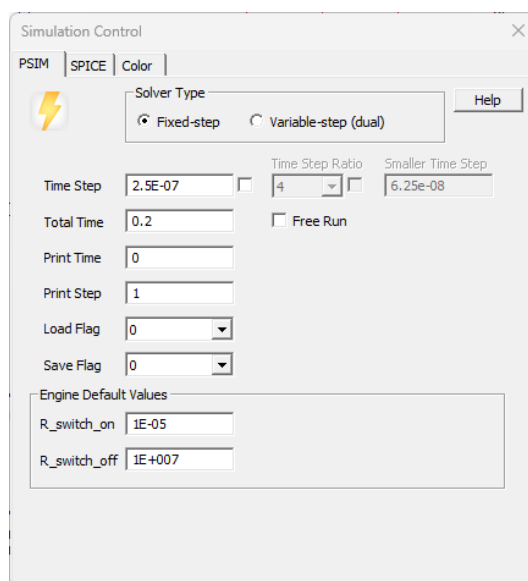 Simulation Control
PSIM SPICE Color
Solver Type
Fixed-step Variable-step (dual)
Help
Time Step Ratio Smaller Time Step
Time Step 2.5E-07 4 6.25e-08
Total Time 0.2 Free Run
Print Time 0
Print Step 1
Load Flag 0
Save Flag 0
Engine Default Values
R_switch_on 1E-05
R_switch_off 1E+007